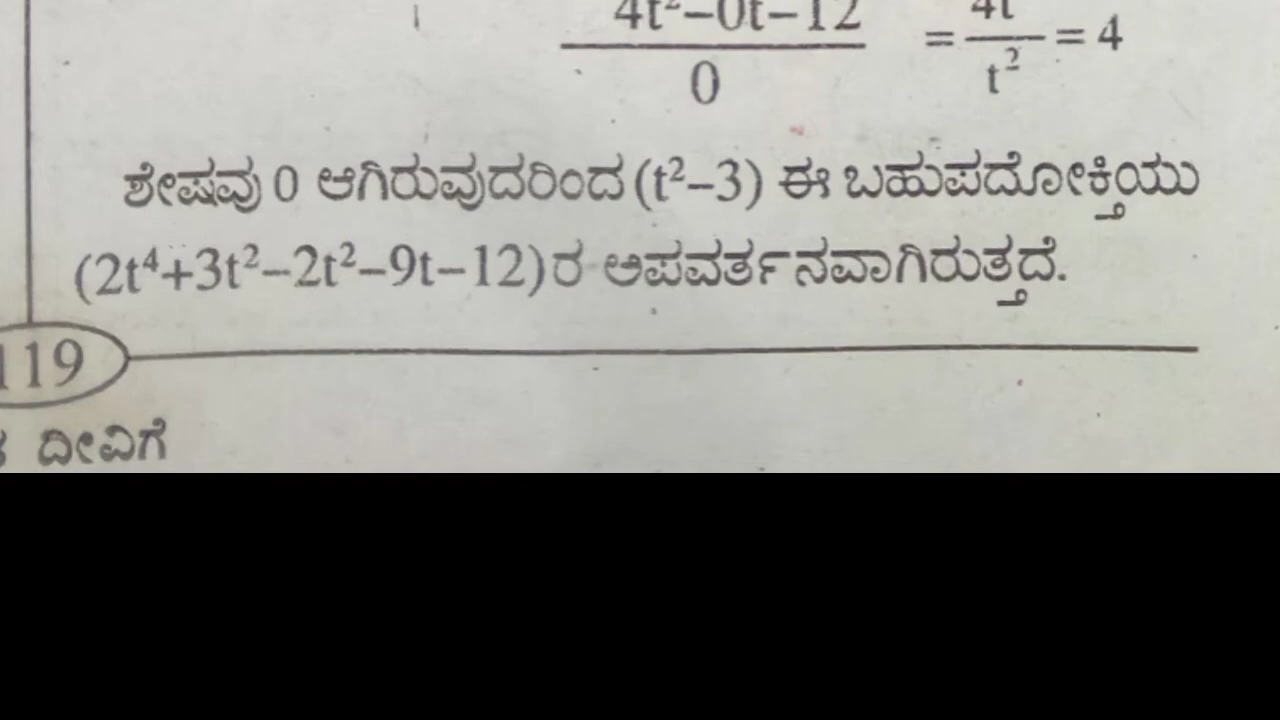 4t²–0t–12
0
= 4t / t² = 4
ಶೇಷವು 0 ಆಗಿರುವುದರಿಂದ (t²–3) ಈ ಬಹುಪದೋಕ್ತಿಯು
(2t⁴+3t²–2t²–9t–12)ರ ಅಪವರ್ತನವಾಗಿರುತ್ತದೆ.
119
ದೀವಿಗೆ